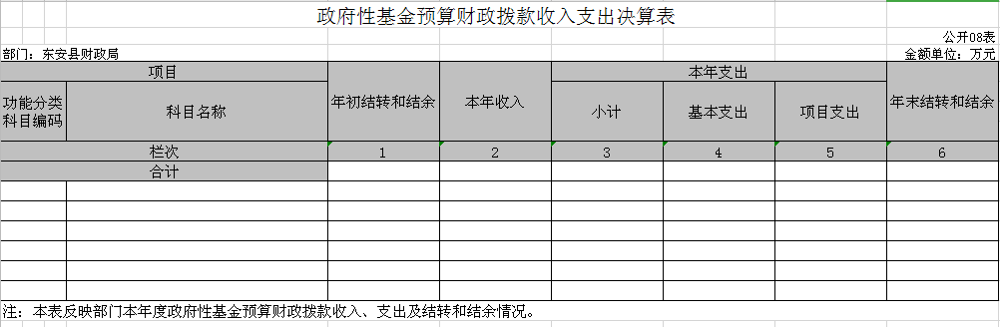 政府性基金预算财政拨款收入支出决算表
公开08表
部门：东安县财政局 金额单位：万元
项目 年初结转和结余 本年收入 本年支出 年末结转和结余
功能分类科目编码 科目名称 小计 基本支出 项目支出
栏次 1 2 3 4 5 6
合计
注：本表反映部门本年度政府性基金预算财政拨款收入、支出及结转和结余情况。